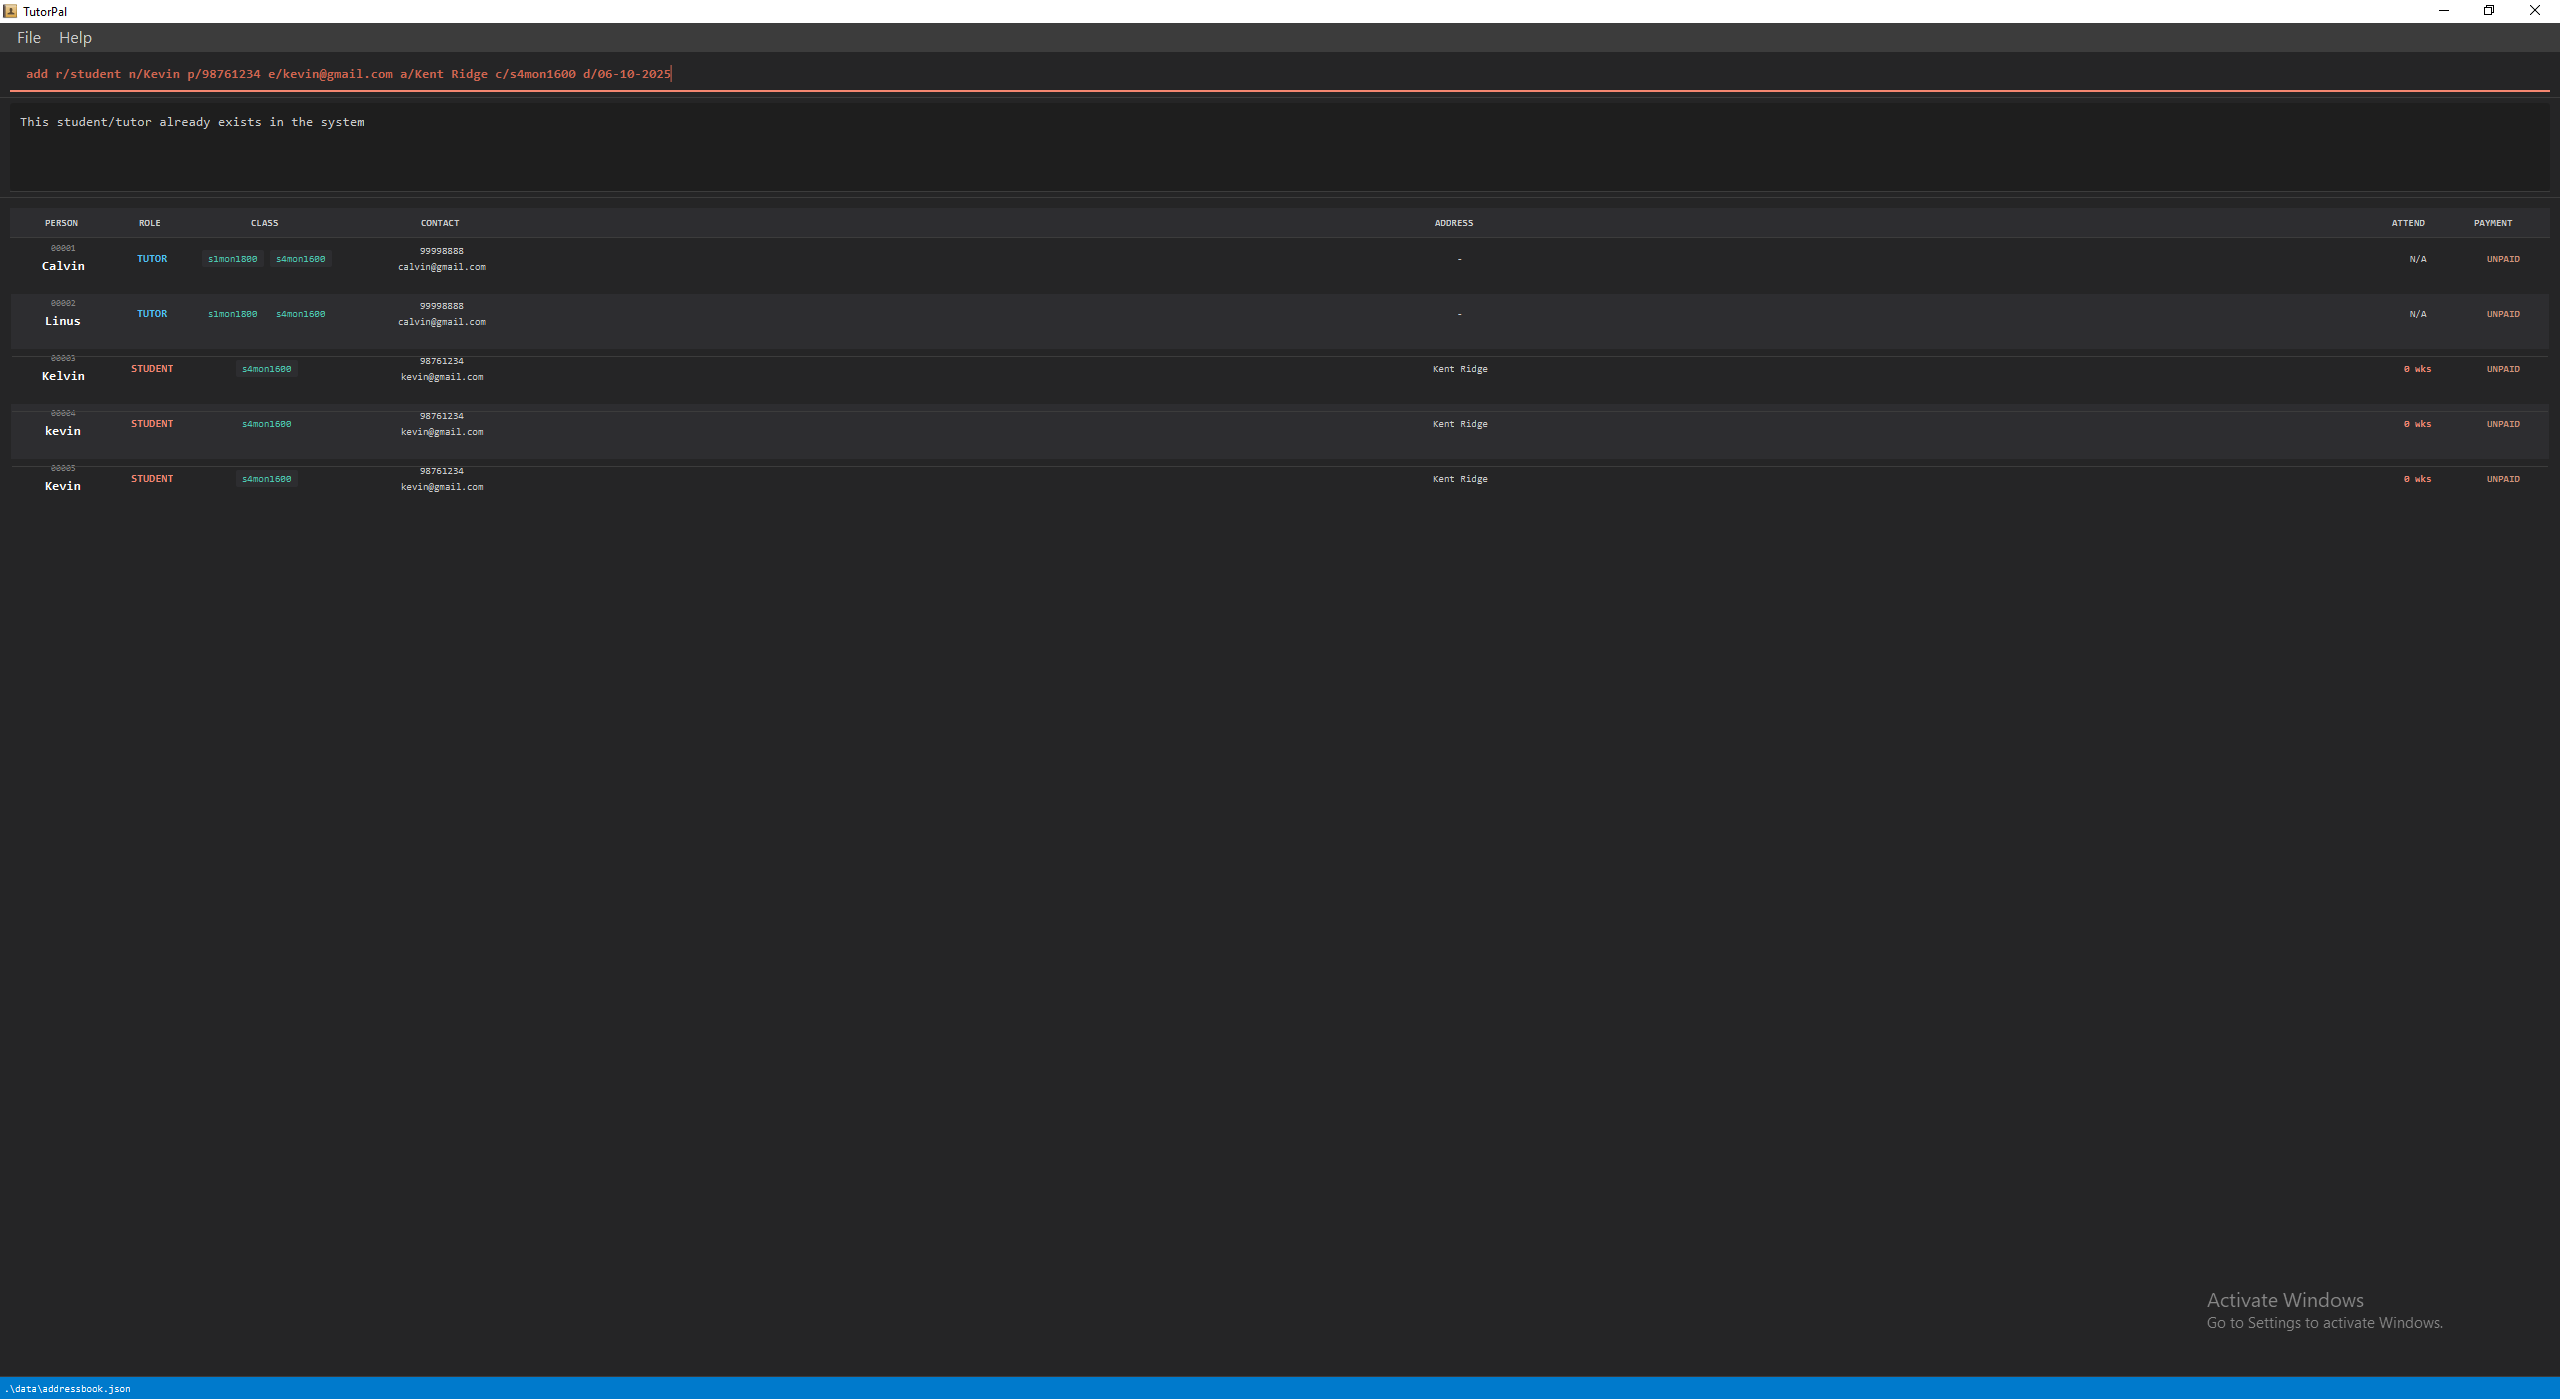 TutorPal
File Help
add r/student n/Kevin p/98761234 e/kevin@gmail.com a/Kent Ridge c/s4mon1600 d/06-10-2025
This student/tutor already exists in the system
PERSON ROLE CLASS CONTACT ADDRESS ATTEND PAYMENT
00001
Calvin TUTOR s1mon1800 s4mon1600 99998888 - N/A UNPAID
calvin@gmail.com
00002
Linus TUTOR s1mon1800 s4mon1600 99998888 - N/A UNPAID
calvin@gmail.com
00003
Kelvin STUDENT s4mon1600 98761234 Kent Ridge 0 wks UNPAID
kevin@gmail.com
00004
kevin STUDENT s4mon1600 98761234 Kent Ridge 0 wks UNPAID
kevin@gmail.com
00005
Kevin STUDENT s4mon1600 98761234 Kent Ridge 0 wks UNPAID
kevin@gmail.com
Activate Windows
Go to Settings to activate Windows.
.\data\addressbook.json